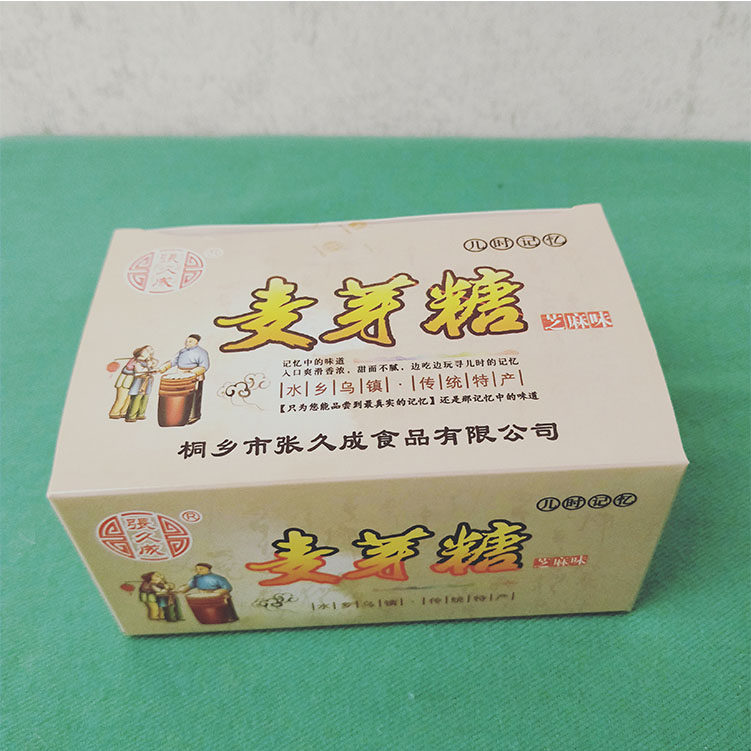 儿时记忆
張久成
麦芽糖
芝麻味
记忆中的味道
入口爽滑香浓，甜而不腻，边吃边玩寻儿时的记忆
水乡乌镇·传统特产
【只为您能品尝到最真实的记忆】还是那记忆中的味道
桐乡市张久成食品有限公司
儿时记忆
張久成®
麦芽糖
芝麻味
水乡乌镇·传统特产